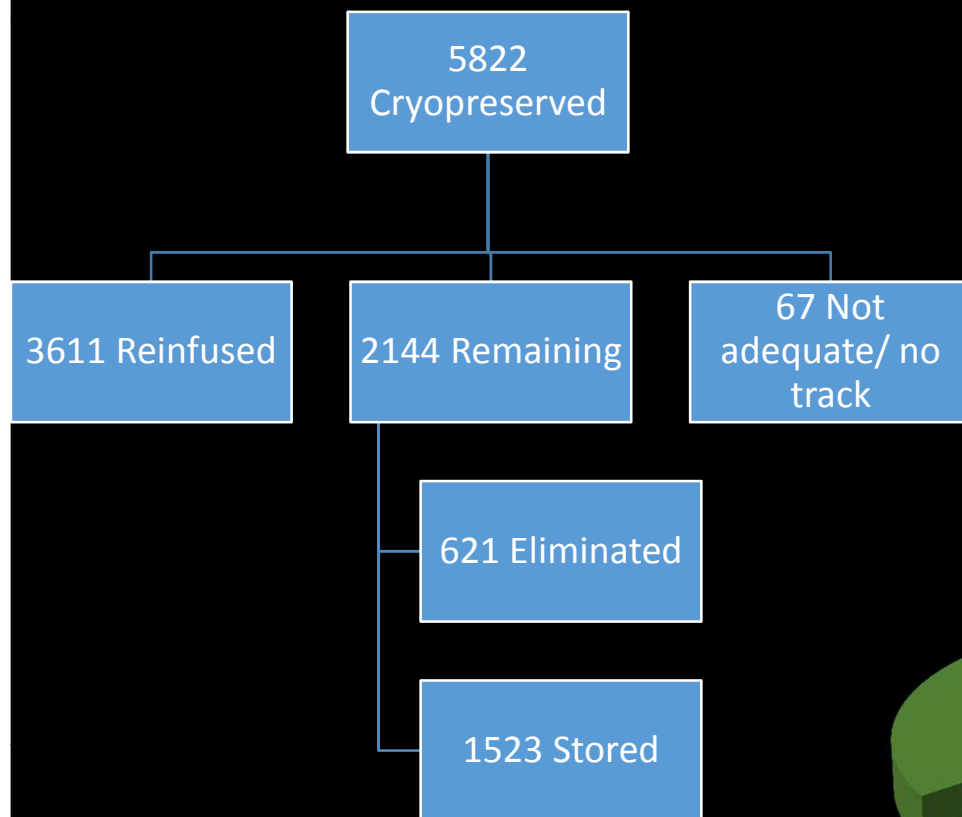 5822
Cryopreserved
3611 Reinfused
2144 Remaining
67 Not
adequate/ no
track
621 Eliminated
1523 Stored